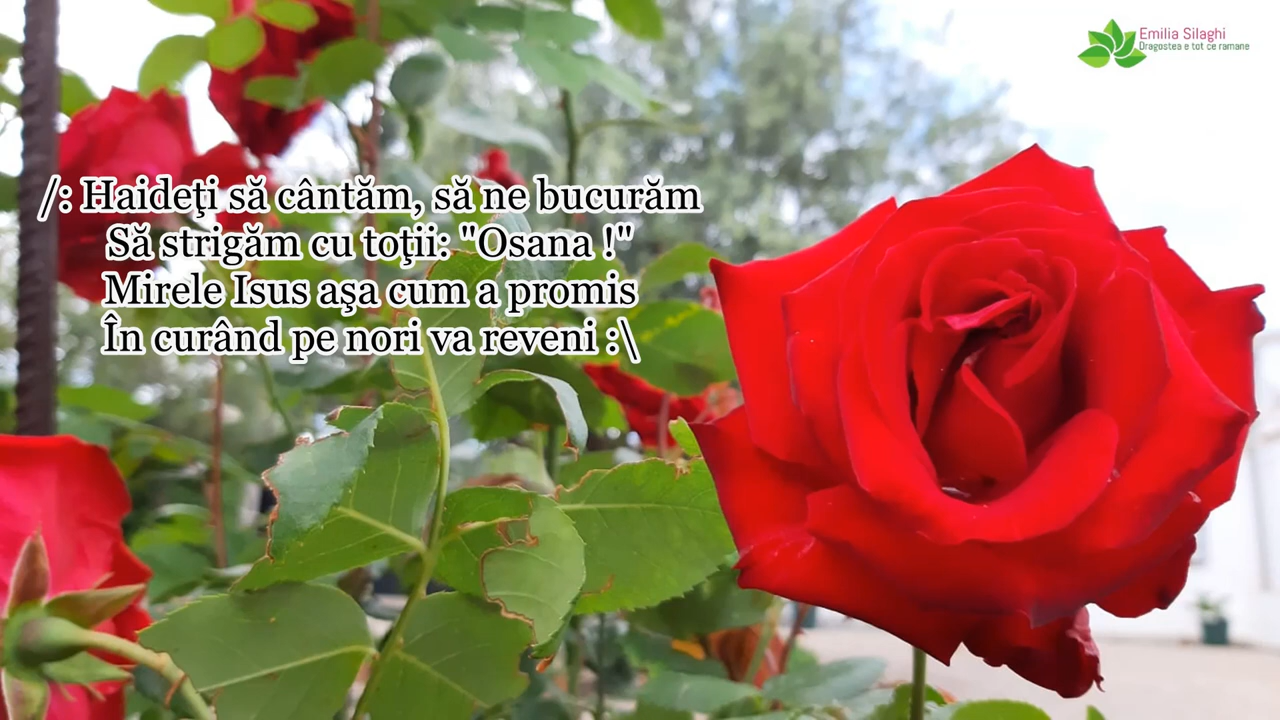 Emilia Silaghi
Dragostea e tot ce ramane
/: Haideţi să cântăm, să ne bucurăm
Să strigăm cu toţii: "Osana !"
Mirele Isus aşa cum a promis
În curând pe nori va reveni :\